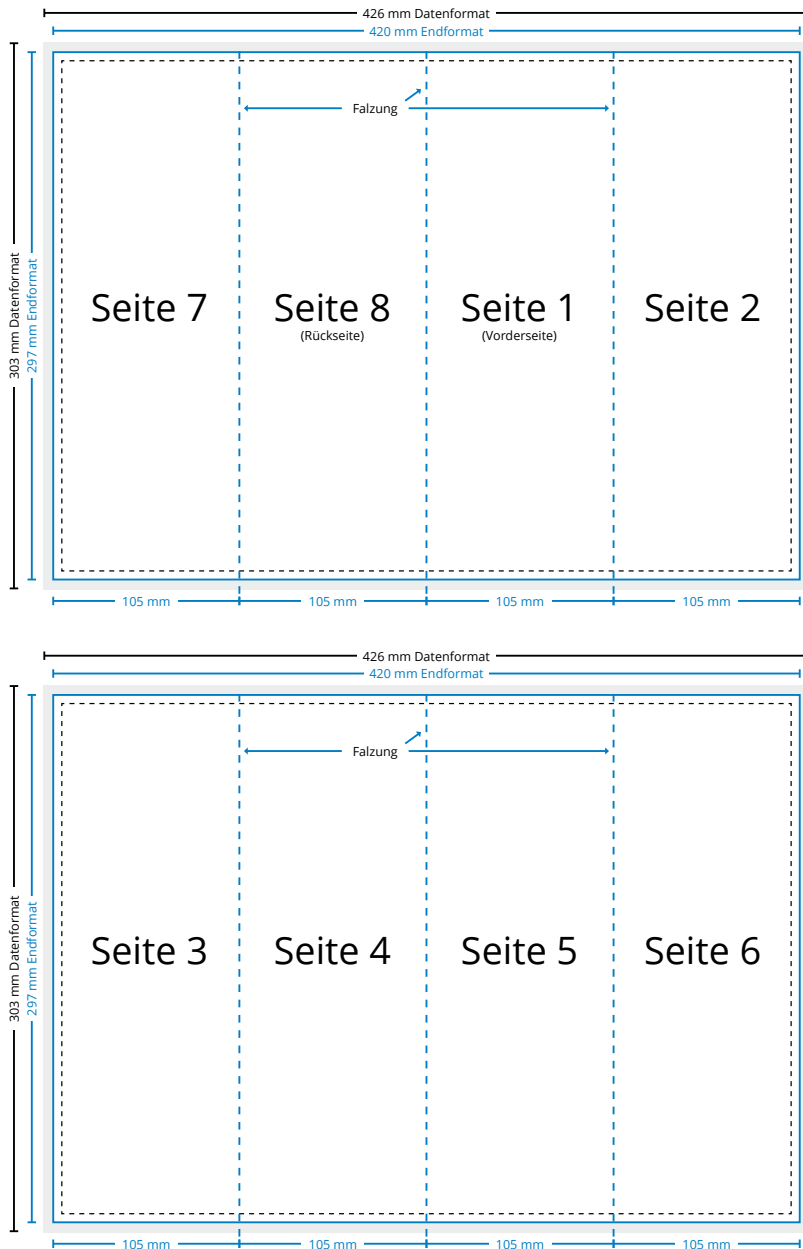 426 mm Datenformat
420 mm Endformat
Falzung
303 mm Datenformat
297 mm Endformat
Seite 7
Seite 8
(Rückseite)
Seite 1
(Vorderseite)
Seite 2
105 mm
105 mm
105 mm
105 mm
426 mm Datenformat
420 mm Endformat
Falzung
303 mm Datenformat
297 mm Endformat
Seite 3
Seite 4
Seite 5
Seite 6
105 mm
105 mm
105 mm
105 mm